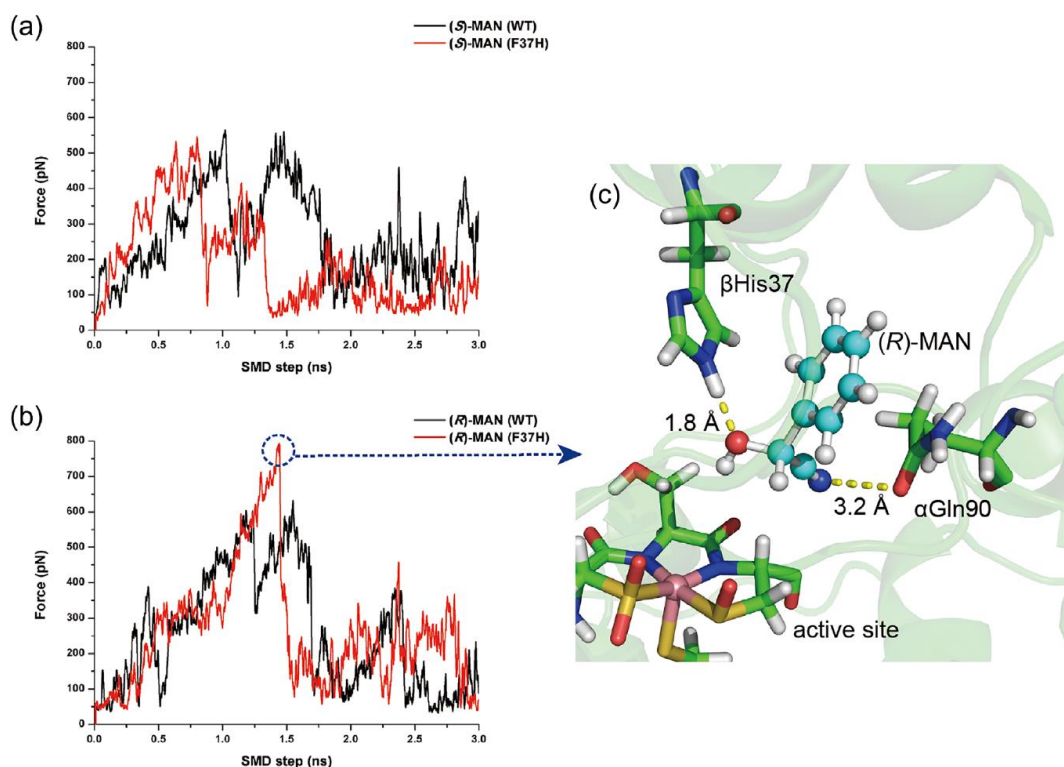 (a)
(S)-MAN (WT)
(S)-MAN (F37H)
800
700
600
500
400
300
200
100
0
Force (pN)
0.0 0.5 1.0 1.5 2.0 2.5 3.0
SMD step (ns)
(b)
(R)-MAN (WT)
(R)-MAN (F37H)
800
700
600
500
400
300
200
100
0
Force (pN)
0.0 0.5 1.0 1.5 2.0 2.5 3.0
SMD step (ns)
(c)
βHis37
(R)-MAN
1.8 Å
3.2 Å
αGln90
active site